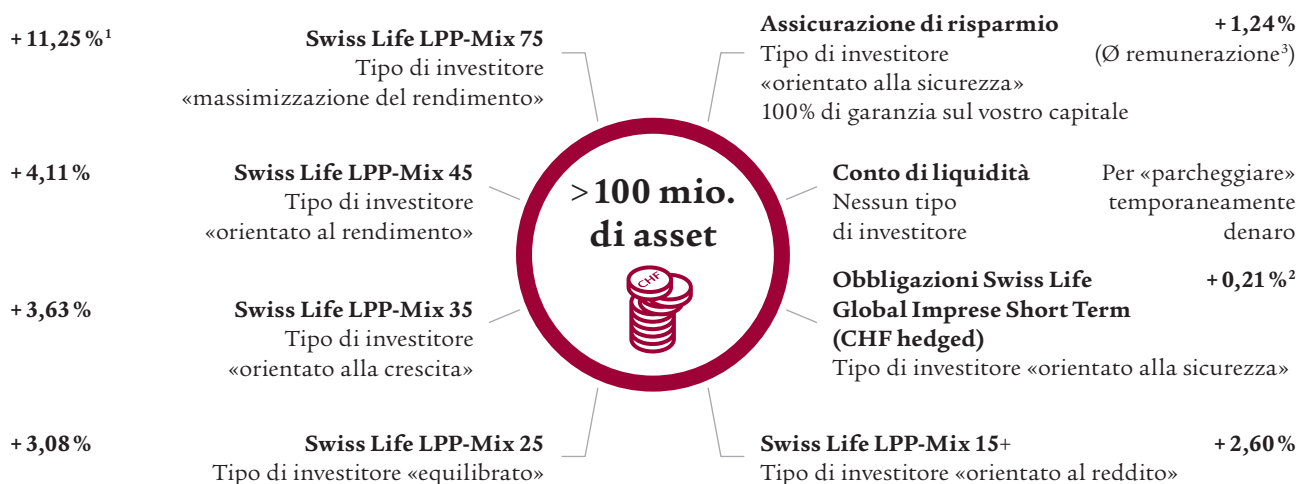 + 11,25 %¹ Swiss Life LPP-Mix 75
Tipo di investitore
«massimizzazione del rendimento»
+ 4,11 % Swiss Life LPP-Mix 45
Tipo di investitore
«orientato al rendimento»
+ 3,63 % Swiss Life LPP-Mix 35
Tipo di investitore
«orientato alla crescita»
+ 3,08 % Swiss Life LPP-Mix 25
Tipo di investitore «equilibrato»
> 100 mio.
di asset
CHF
Assicurazione di risparmio + 1,24 %
Tipo di investitore (Ø remunerazione³)
«orientato alla sicurezza»
100% di garanzia sul vostro capitale
Conto di liquidità Per «parcheggiare»
Nessun tipo temporaneamente
di investitore denaro
Obbligazioni Swiss Life + 0,21 %²
Global Imprese Short Term
(CHF hedged)
Tipo di investitore «orientato alla sicurezza»
Swiss Life LPP-Mix 15+ + 2,60 %
Tipo di investitore «orientato al reddito»